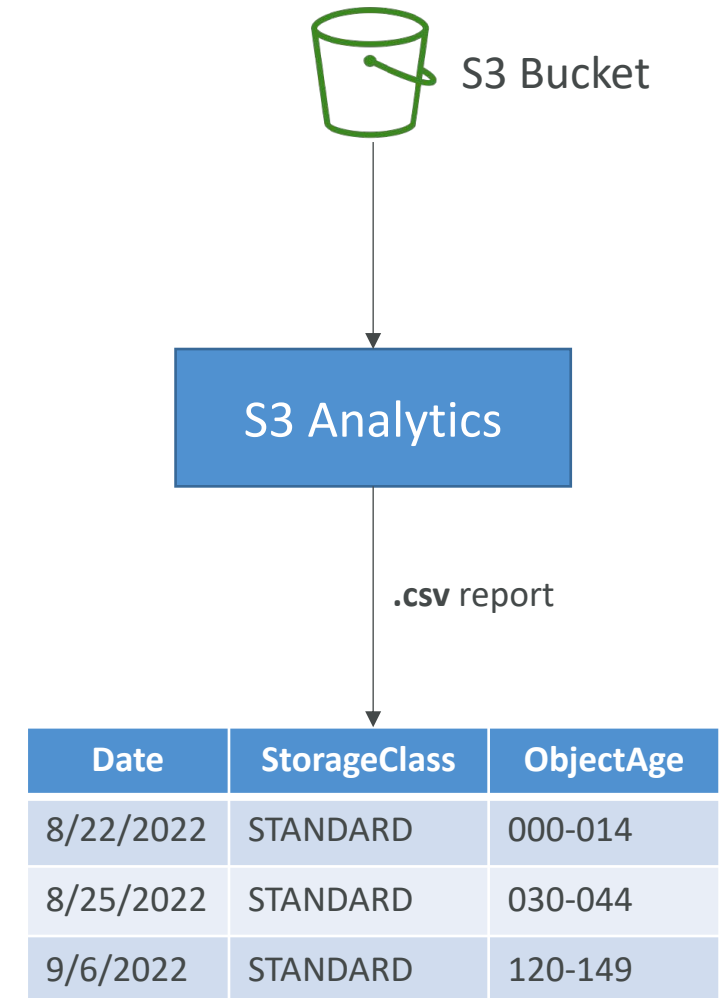 S3 Bucket
S3 Analytics
.csv report
Date StorageClass ObjectAge
8/22/2022 STANDARD 000-014
8/25/2022 STANDARD 030-044
9/6/2022 STANDARD 120-149